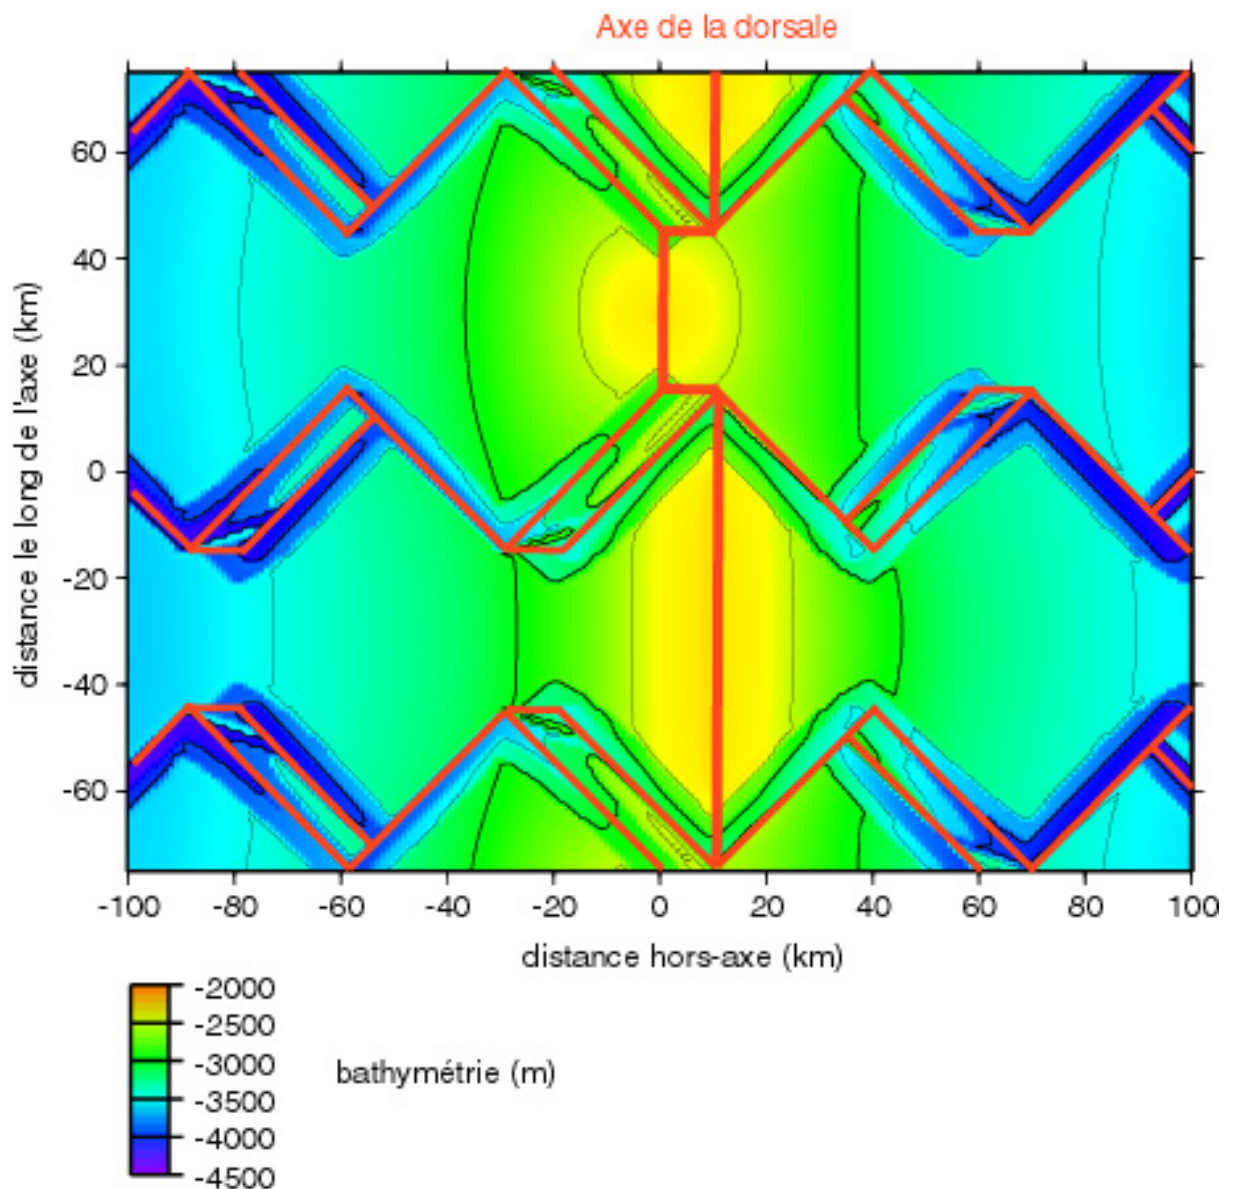 Axe de la dorsale
distance le long de l'axe (km)
60
40
20
0
-20
-40
-60
-100 -80 -60 -40 -20 0 20 40 60 80 100
distance hors-axe (km)
-2000
-2500
-3000
-3500
-4000
-4500
bathymétrie (m)